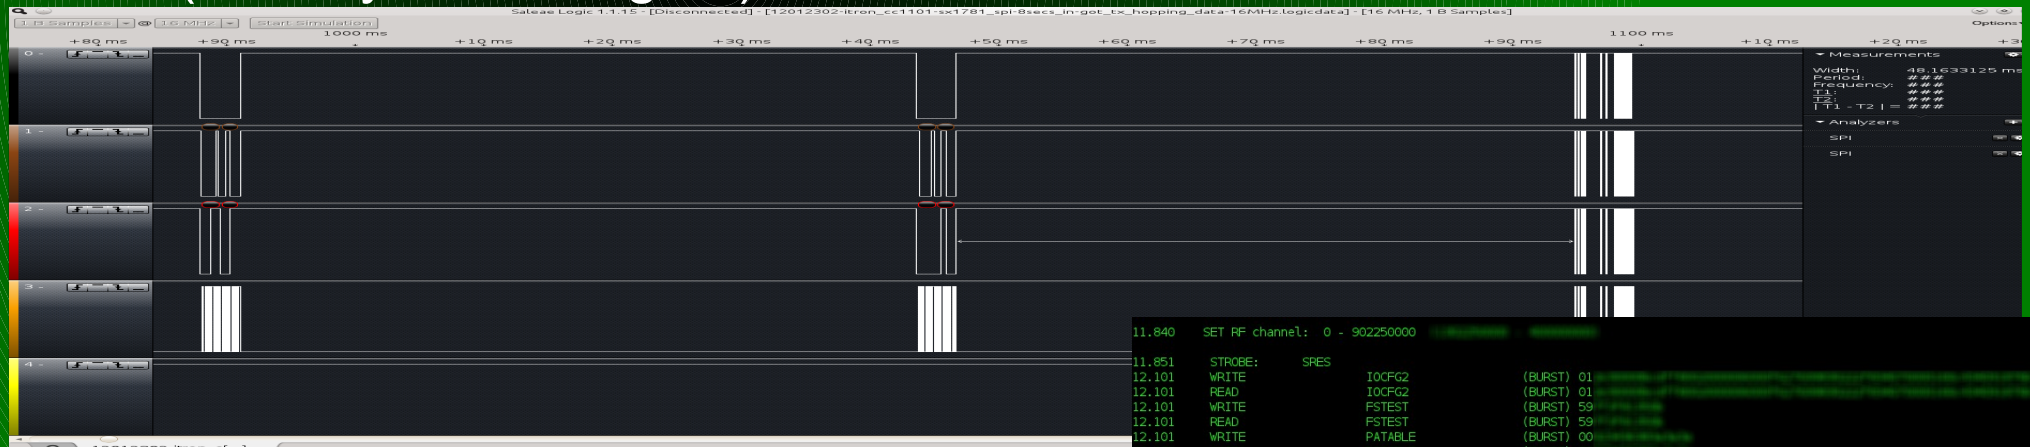 Saleae Logic 1.1.15 - [Disconnected] - [12012302-itron_cc1101-sx1781_spi-8secs_in-got_tx_hopping_data-16MHz.logicdata] - [16 MHz, 1 B Samples]
1 B Samples @ 16 MHz Start Simulation
Options
1000 ms 1100 ms
+80 ms +90 ms +10 ms +20 ms +30 ms +40 ms +50 ms +60 ms +70 ms +80 ms +90 ms +10 ms +20 ms
0 -
1 -
2 -
3 -
4 -
Measurements
Width: 48.1633125 ms
Period: ###
Frequency: ###
T1: ###
T2: ###
| T1 - T2 | = ###
Analyzers
SPI
SPI
11.840 SET RF channel: 0 - 902250000
11.851 STROBE: SRES
12.101 WRITE IOCFG2 (BURST) 01
12.101 READ IOCFG2 (BURST) 01
12.101 WRITE FSTEST (BURST) 59
12.101 READ FSTEST (BURST) 59
12.101 WRITE PATABLE (BURST) 00